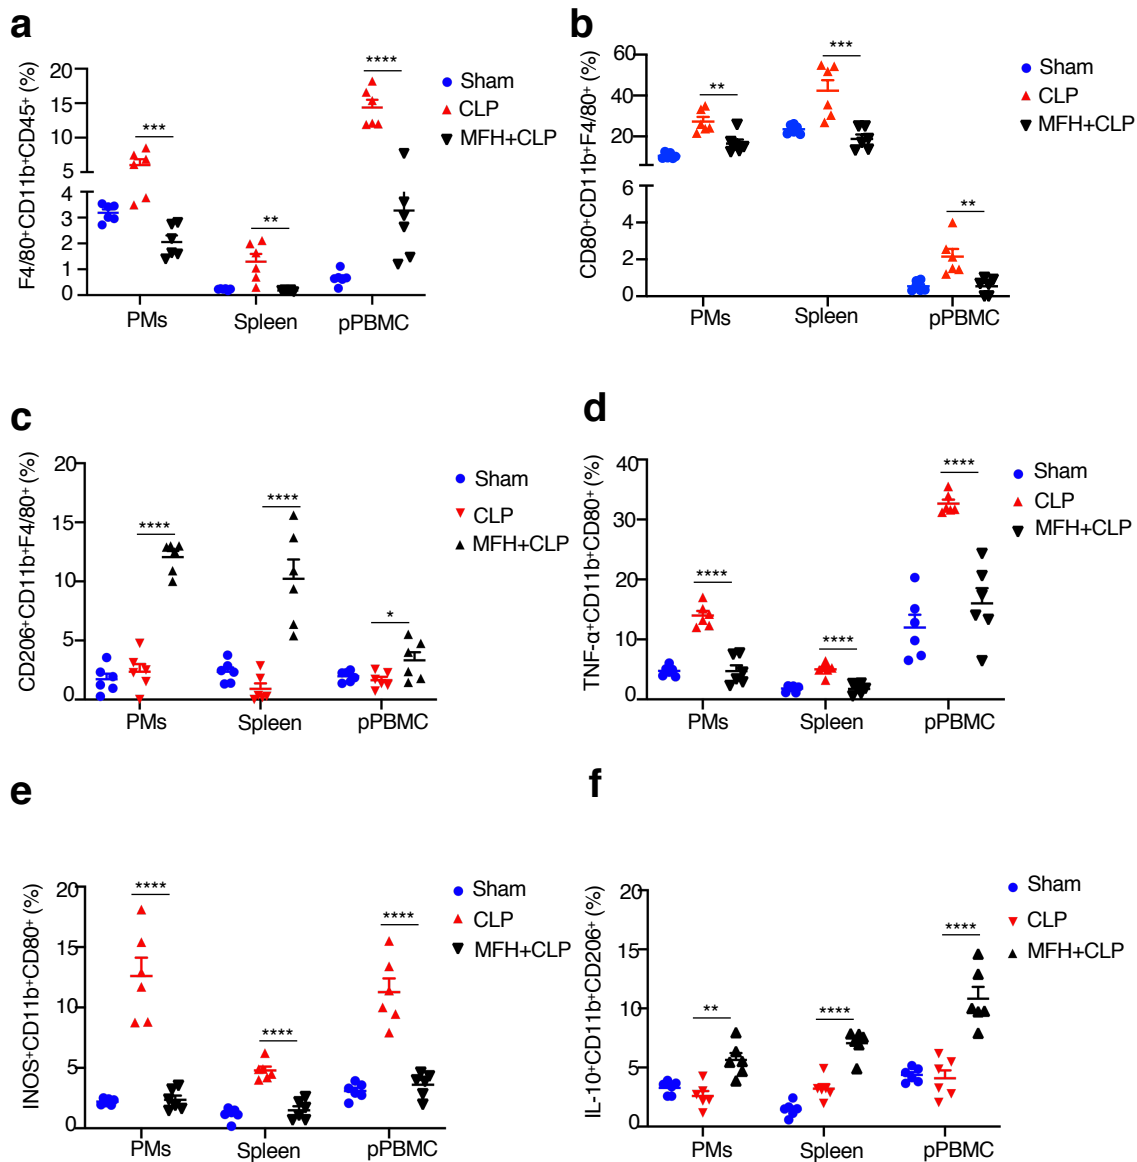 a
F4/80⁺CD11b⁺CD45⁺ (%)
20
15
10
5
4
3
2
1
0
***
**
****
PMs
Spleen
pPBMC
Sham
CLP
MFH+CLP
b
CD80⁺CD11b⁺F4/80⁺ (%)
60
40
20
6
4
2
0
**
***
**
PMs
Spleen
pPBMC
Sham
CLP
MFH+CLP
c
CD206⁺CD11b⁺F4/80⁺ (%)
20
15
10
5
0
****
****
*
PMs
Spleen
pPBMC
Sham
CLP
MFH+CLP
d
TNF-α⁺CD11b⁺CD80⁺ (%)
40
30
20
10
0
****
****
****
PMs
Spleen
pPBMC
Sham
CLP
MFH+CLP
e
INOS⁺CD11b⁺CD80⁺ (%)
20
15
10
5
0
****
****
****
PMs
Spleen
pPBMC
Sham
CLP
MFH+CLP
f
IL-10⁺CD11b⁺CD206⁺ (%)
20
15
10
5
0
**
****
****
PMs
Spleen
pPBMC
Sham
CLP
MFH+CLP